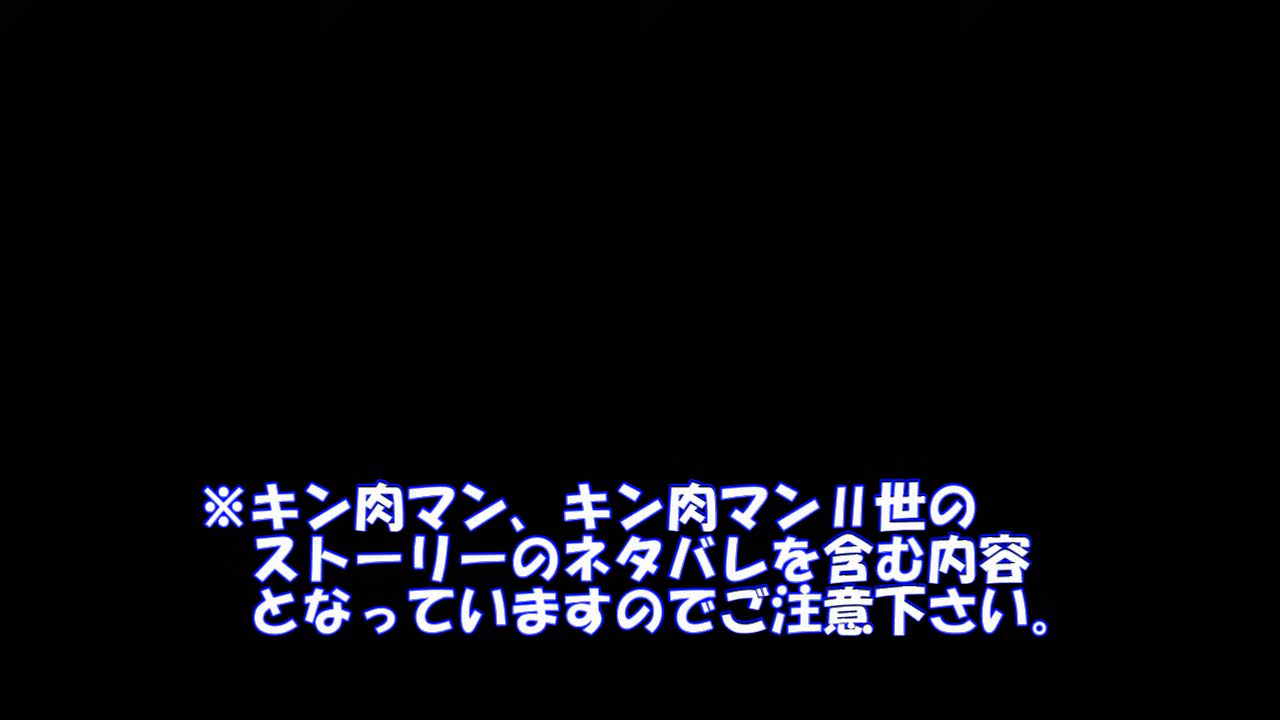 ※キン肉マン、キン肉マンⅡ世の
ストーリーのネタバレを含む内容
となっていますのでご注意下さい。